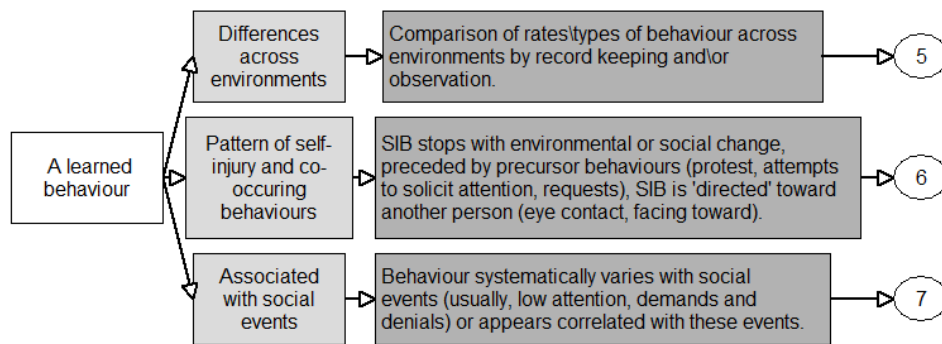 Differences
across
environments
Comparison of rates\types of behaviour across
environments by record keeping and\or
observation.
5
A learned
behaviour
Pattern of self-
injury and co-
occuring
behaviours
SIB stops with environmental or social change,
preceded by precursor behaviours (protest, attempts
to solicit attention, requests), SIB is 'directed' toward
another person (eye contact, facing toward).
6
Associated
with social
events
Behaviour systematically varies with social
events (usually, low attention, demands and
denials) or appears correlated with these events.
7